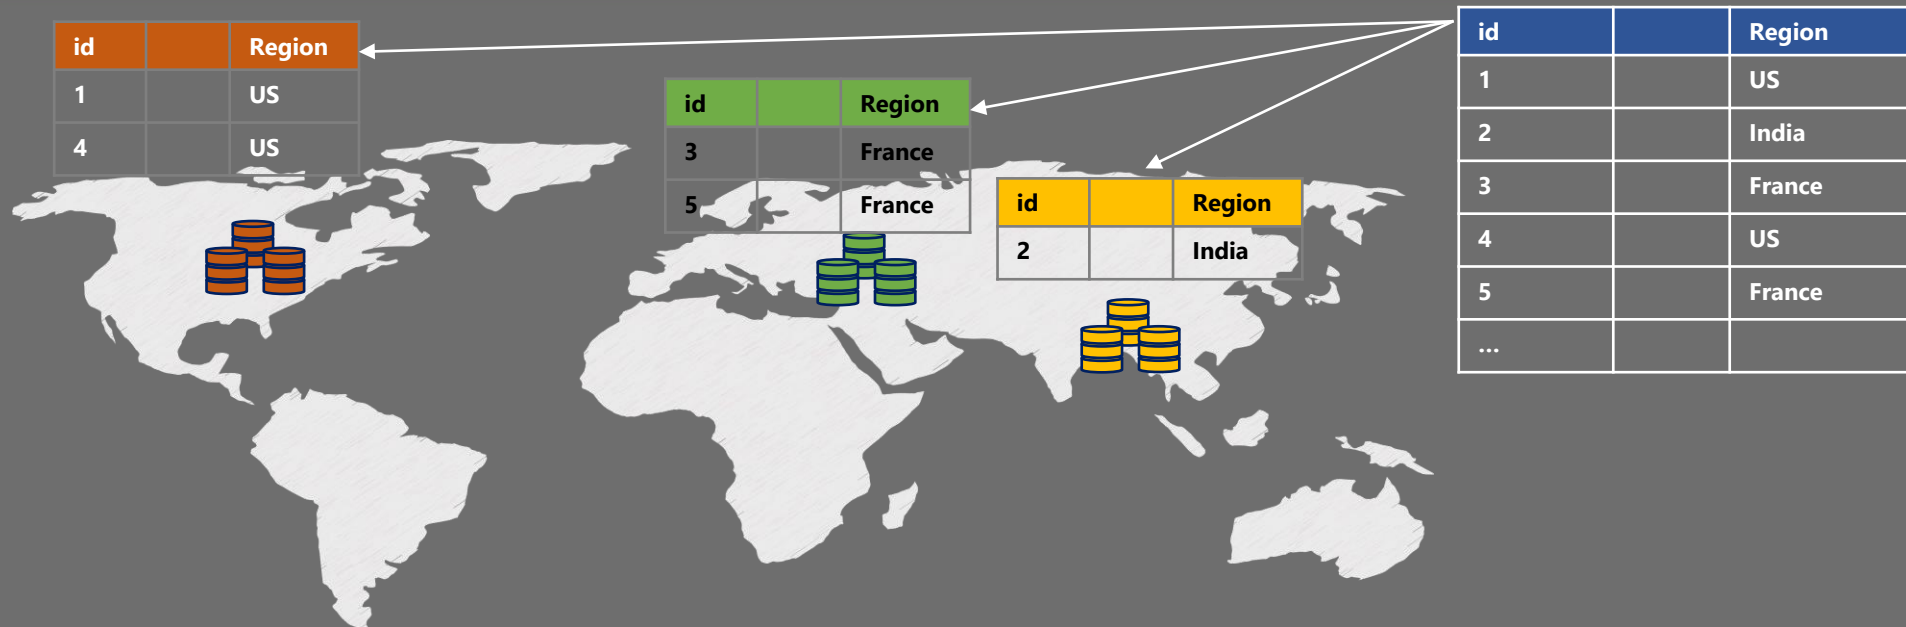 id Region
1 US
4 US
id Region
3 France
5 France
id Region
2 India
id Region
1 US
2 India
3 France
4 US
5 France
...